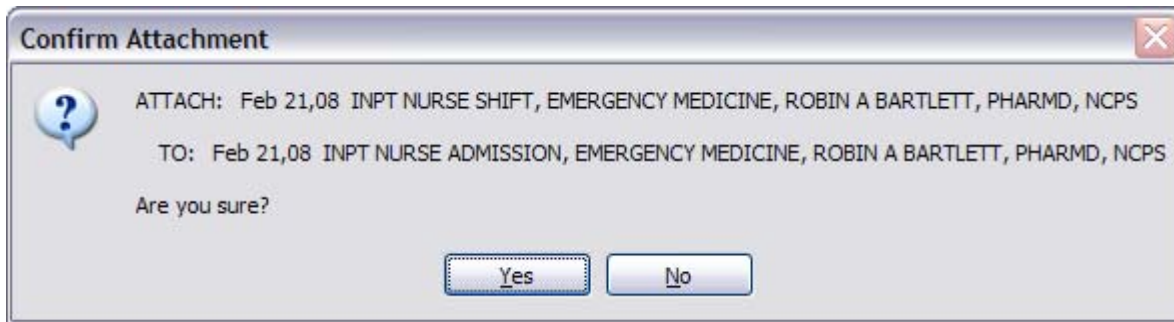 Confirm Attachment
ATTACH: Feb 21,08 INPT NURSE SHIFT, EMERGENCY MEDICINE, ROBIN A BARTLETT, PHARMD, NCPS
TO: Feb 21,08 INPT NURSE ADMISSION, EMERGENCY MEDICINE, ROBIN A BARTLETT, PHARMD, NCPS
Are you sure?
Yes No